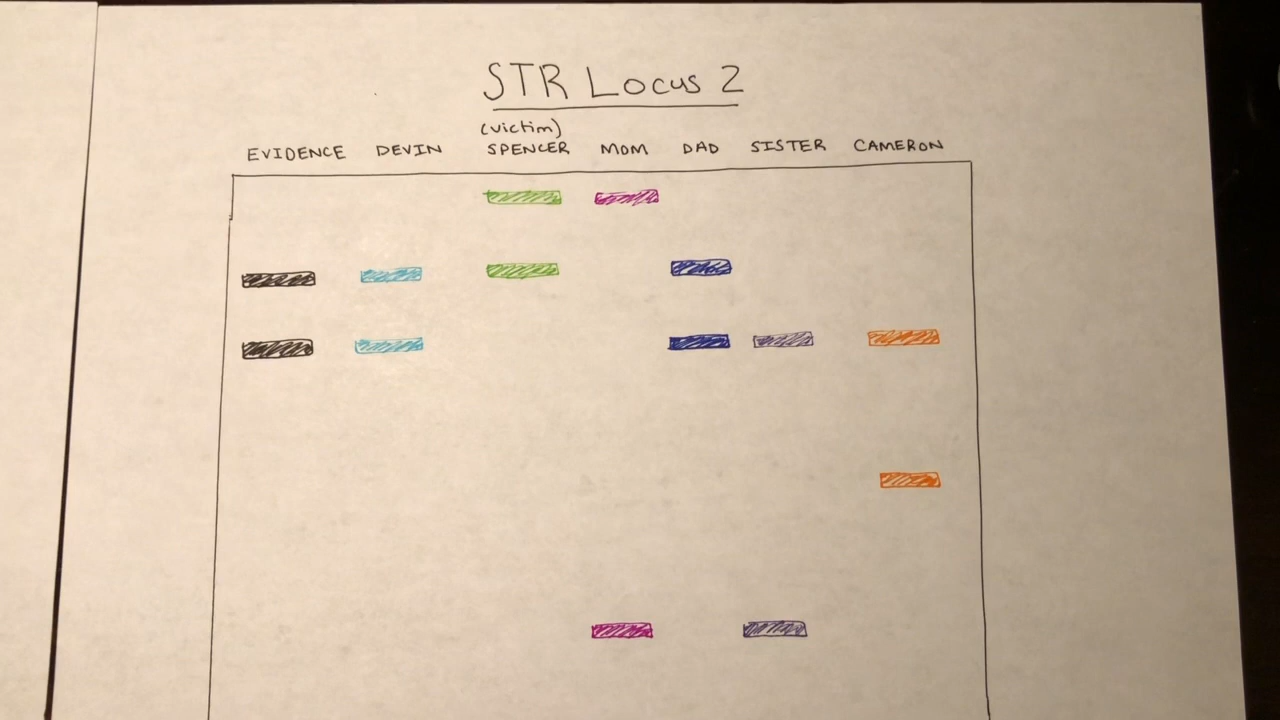 STR Locus 2
(victim)
EVIDENCE DEVIN SPENCER MOM DAD SISTER CAMERON